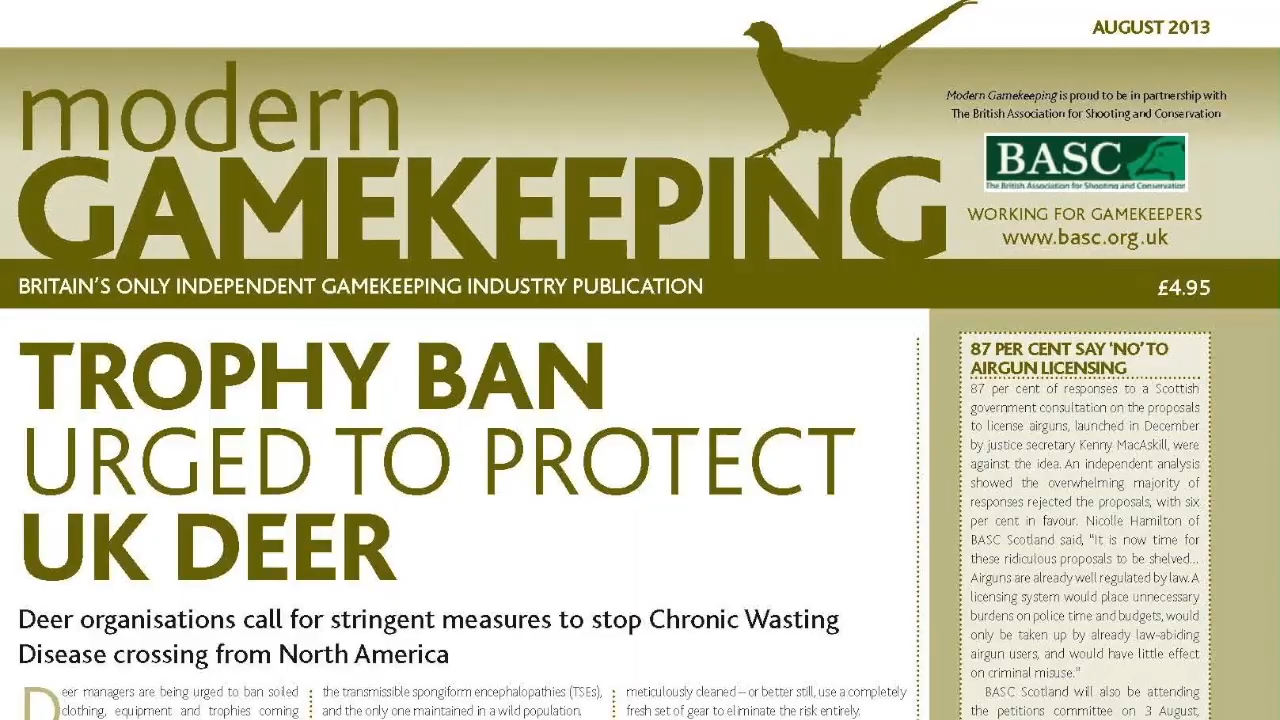 AUGUST 2013
modern
GAMEKEEPING
Modern Gamekeeping is proud to be in partnership with
The British Association for Shooting and Conservation
BASC
The British Association for Shooting and Conservation
WORKING FOR GAMEKEEPERS
www.basc.org.uk
BRITAIN'S ONLY INDEPENDENT GAMEKEEPING INDUSTRY PUBLICATION
£4.95
TROPHY BAN
URGED TO PROTECT
UK DEER
Deer organisations call for stringent measures to stop Chronic Wasting
Disease crossing from North America
Deer managers are being urged to ban soiled
clothing, equipment and trophies coming
the transmissible spongiform encephalopathies (TSEs),
and the only one maintained in a wild population.
meticulously cleaned – or better still, use a completely
fresh set of gear to eliminate the risk entirely.
87 PER CENT SAY 'NO' TO
AIRGUN LICENSING
87 per cent of responses to a Scottish
government consultation on the proposals
to license airguns, launched in December
by justice secretary Kenny MacAskill, were
against the idea. An independent analysis
showed the overwhelming majority of
responses rejected the proposals, with six
per cent in favour. Nicolle Hamilton of
BASC Scotland said, "It is now time for
these ridiculous proposals to be shelved...
Airguns are already well regulated by law. A
licensing system would place unnecessary
burdens on police time and budgets, would
only be taken up by already law-abiding
airgun users, and would have little effect
on criminal misuse."
BASC Scotland will also be attending
the petitions committee on 3 August,